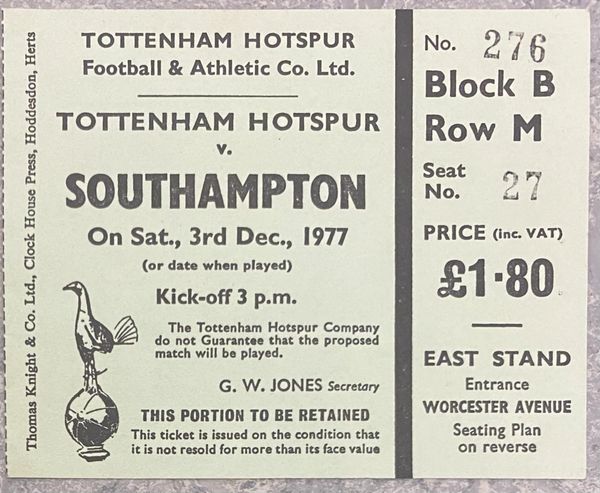 Thomas Knight & Co. Ltd., Clock House Press, Hoddesdon, Herts
TOTTENHAM HOTSPUR
Football & Athletic Co. Ltd.
TOTTENHAM HOTSPUR
v.
SOUTHAMPTON
On Sat., 3rd Dec., 1977
(or date when played)
Kick-off 3 p.m.
The Tottenham Hotspur Company
do not Guarantee that the proposed
match will be played.
G. W. JONES Secretary
THIS PORTION TO BE RETAINED
This ticket is issued on the condition that
it is not resold for more than its face value
No. 276
Block B
Row M
Seat
No. 27
PRICE (inc. VAT)
£1·80
EAST STAND
Entrance
WORCESTER AVENUE
Seating Plan
on reverse